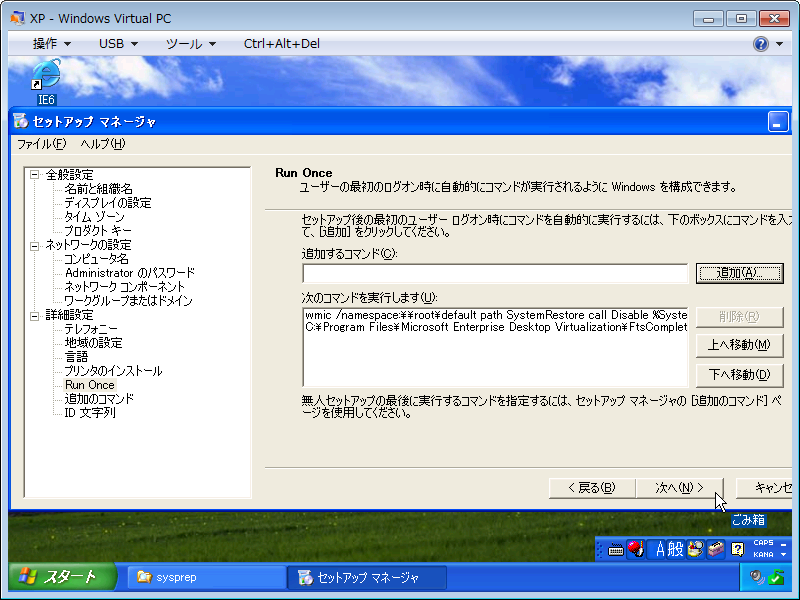 XP - Windows Virtual PC
操作 USB ツール Ctrl+Alt+Del
IE6
セットアップ マネージャ
ファイル(F) ヘルプ(H)
全般設定
名前と組織名
ディスプレイの設定
タイム ゾーン
プロダクト キー
ネットワークの設定
コンピュータ名
Administrator のパスワード
ネットワーク コンポーネント
ワークグループまたはドメイン
詳細設定
テレフォニー
地域の設定
言語
プリンタのインストール
Run Once
追加のコマンド
ID 文字列
Run Once
ユーザーの最初のログオン時に自動的にコマンドが実行されるように Windows を構成できます。
セットアップ後の最初のユーザー ログオン時にコマンドを自動的に実行するには、下のボックスにコマンドを入
て、[追加] をクリックしてください。
追加するコマンド(C):
追加(A)...
次のコマンドを実行します(U):
wmic /namespace:¥¥root¥default path SystemRestore call Disable %Syste
C:¥Program Files¥Microsoft Enterprise Desktop Virtualization¥FtsComplet
削除(R)
上へ移動(M)
下へ移動(D)
無人セットアップの最後に実行するコマンドを指定するには、セットアップ マネージャの [追加のコマンド] ペ
ージを使用してください。
< 戻る(B) 次へ(N) > キャンセ
ごみ箱
A 般 CAPS
KANA
スタート sysprep セットアップ マネージャ